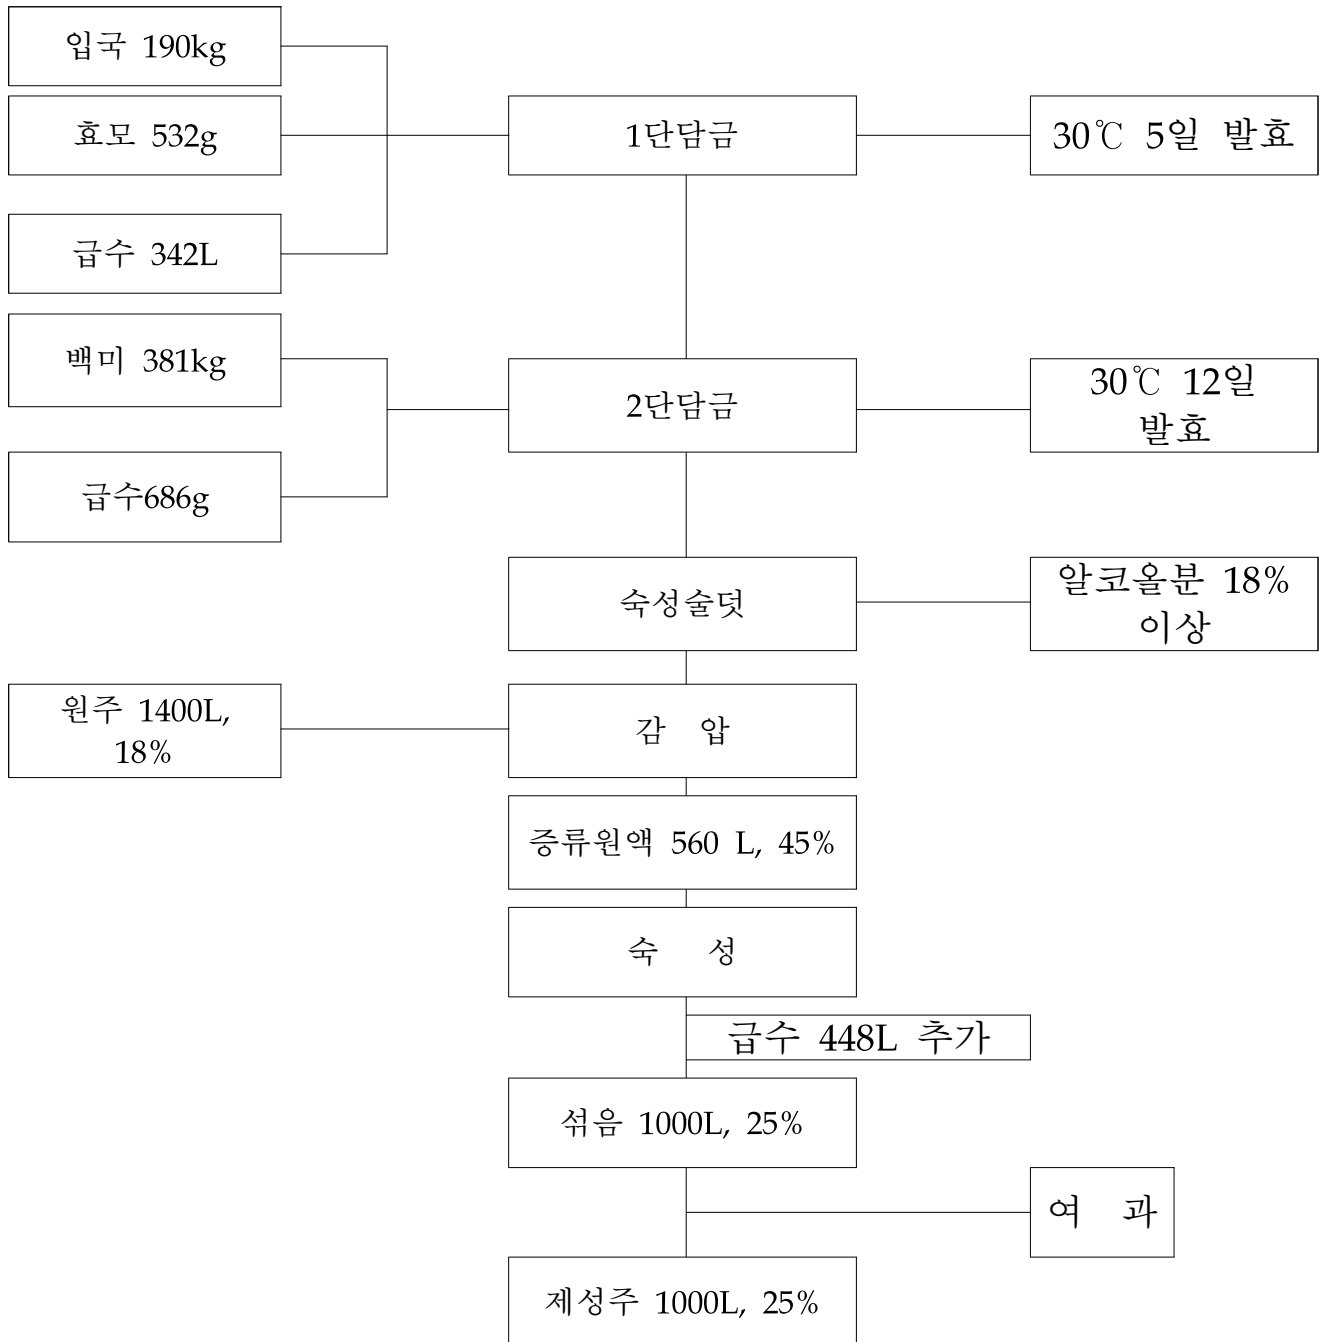 입국 190kg
효모 532g
1단담금
30℃ 5일 발효
급수 342L
백미 381kg
2단담금
30℃ 12일
발효
급수686g
숙성술덧
알코올분 18%
이상
원주 1400L,
18%
감 압
증류원액 560 L, 45%
숙 성
급수 448L 추가
섞음 1000L, 25%
여 과
제성주 1000L, 25%